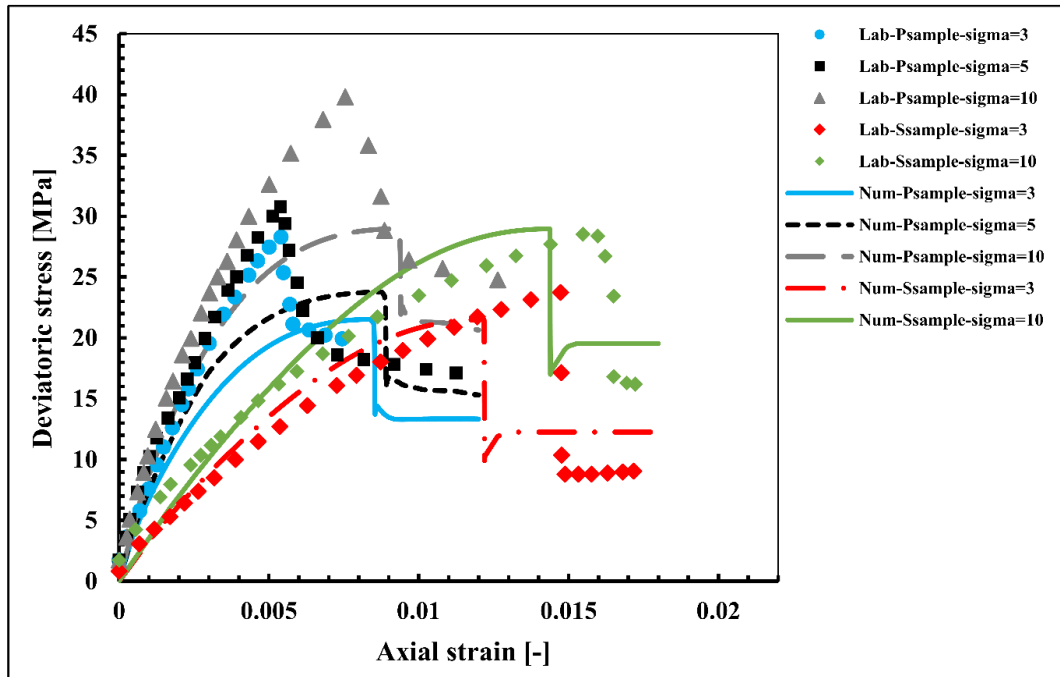 45
40
35
30
25
20
15
10
5
0
Deviatoric stress [MPa]
0
0.005
0.01
0.015
0.02
Axial strain [-]
Lab-Psample-sigma=3
Lab-Psample-sigma=5
Lab-Psample-sigma=10
Lab-Ssample-sigma=3
Lab-Ssample-sigma=10
Num-Psample-sigma=3
Num-Psample-sigma=5
Num-Psample-sigma=10
Num-Ssample-sigma=3
Num-Ssample-sigma=10